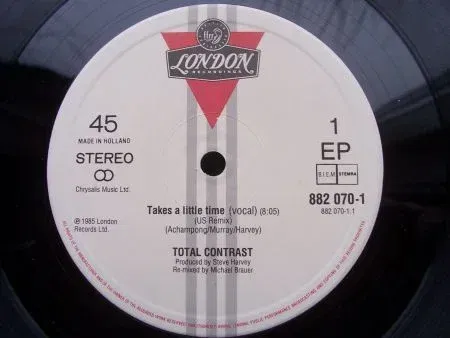 ffrr
LONDON
RECORDINGS
45
MADE IN HOLLAND
STEREO
Chrysalis Music Ltd.
1
EP
B.I.E.M
STEMRA
882 070-1
882 070-1.1
Takes a little time (vocal) (8:05)
(US Remix)
(Achampong/Murray/Harvey)
℗ 1985 London
Records Ltd.
TOTAL CONTRAST
Produced by Steve Harvey
Re-mixed by Michael Brauer